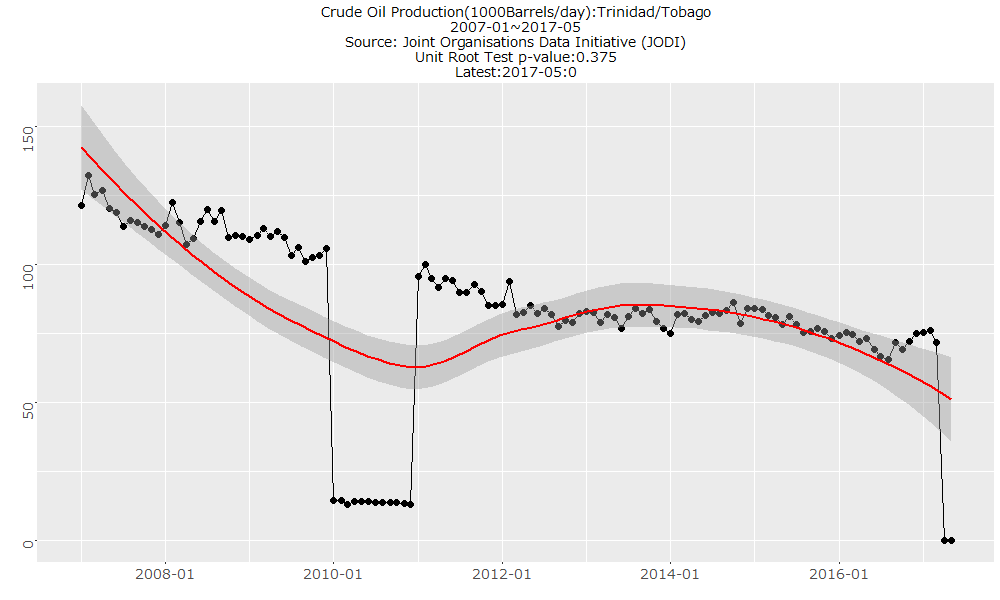 Crude Oil Production(1000Barrels/day):Trinidad/Tobago
2007-01~2017-05
Source: Joint Organisations Data Initiative (JODI)
Unit Root Test p-value:0.375
Latest:2017-05:0
150
100
50
0
2008-01 2010-01 2012-01 2014-01 2016-01